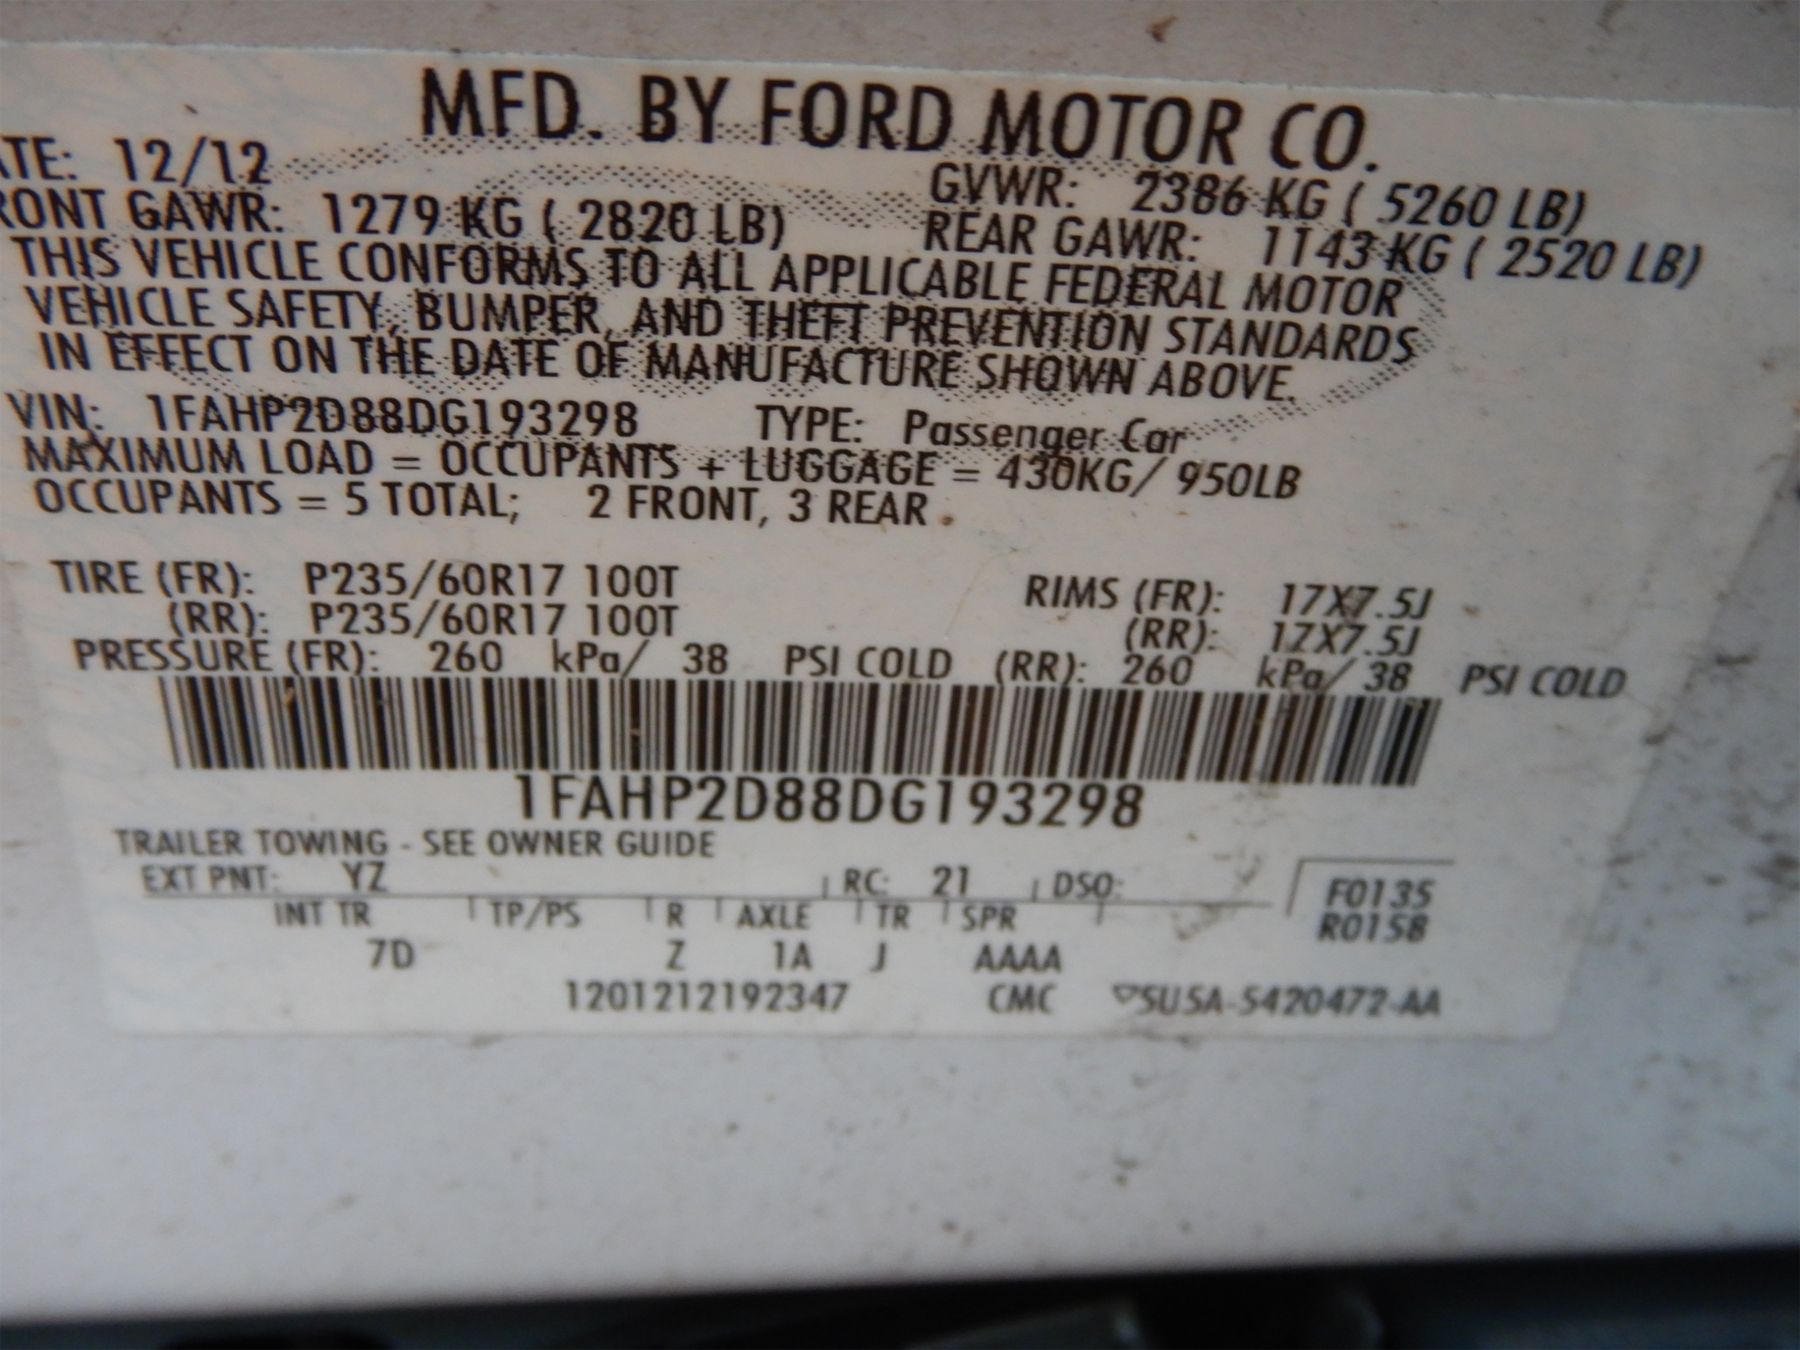 MFD. BY FORD MOTOR CO.
ATE: 12/12 GVWR: 2386 KG ( 5260 LB)
RONT GAWR: 1279 KG ( 2820 LB) REAR GAWR: 1143 KG ( 2520 LB)
THIS VEHICLE CONFORMS TO ALL APPLICABLE FEDERAL MOTOR
VEHICLE SAFETY, BUMPER, AND THEFT PREVENTION STANDARDS
IN EFFECT ON THE DATE OF MANUFACTURE SHOWN ABOVE.
VIN: 1FAHP2D88DG193298 TYPE: Passenger Car
MAXIMUM LOAD = OCCUPANTS + LUGGAGE = 430KG/ 950LB
OCCUPANTS = 5 TOTAL; 2 FRONT, 3 REAR
TIRE (FR): P235/60R17 100T RIMS (FR): 17X7.5J
(RR): P235/60R17 100T (RR): 17X7.5J
PRESSURE (FR): 260 kPa/ 38 PSI COLD (RR): 260 kPa/ 38 PSI COLD
1FAHP2D88DG193298
TRAILER TOWING - SEE OWNER GUIDE
EXT PNT: YZ RC: 21 DSO: F0135
INT TR TP/PS R AXLE TR SPR R0158
7D Z 1A J AAAA
1201212192347 CMC ▽5U5A-5420472-AA